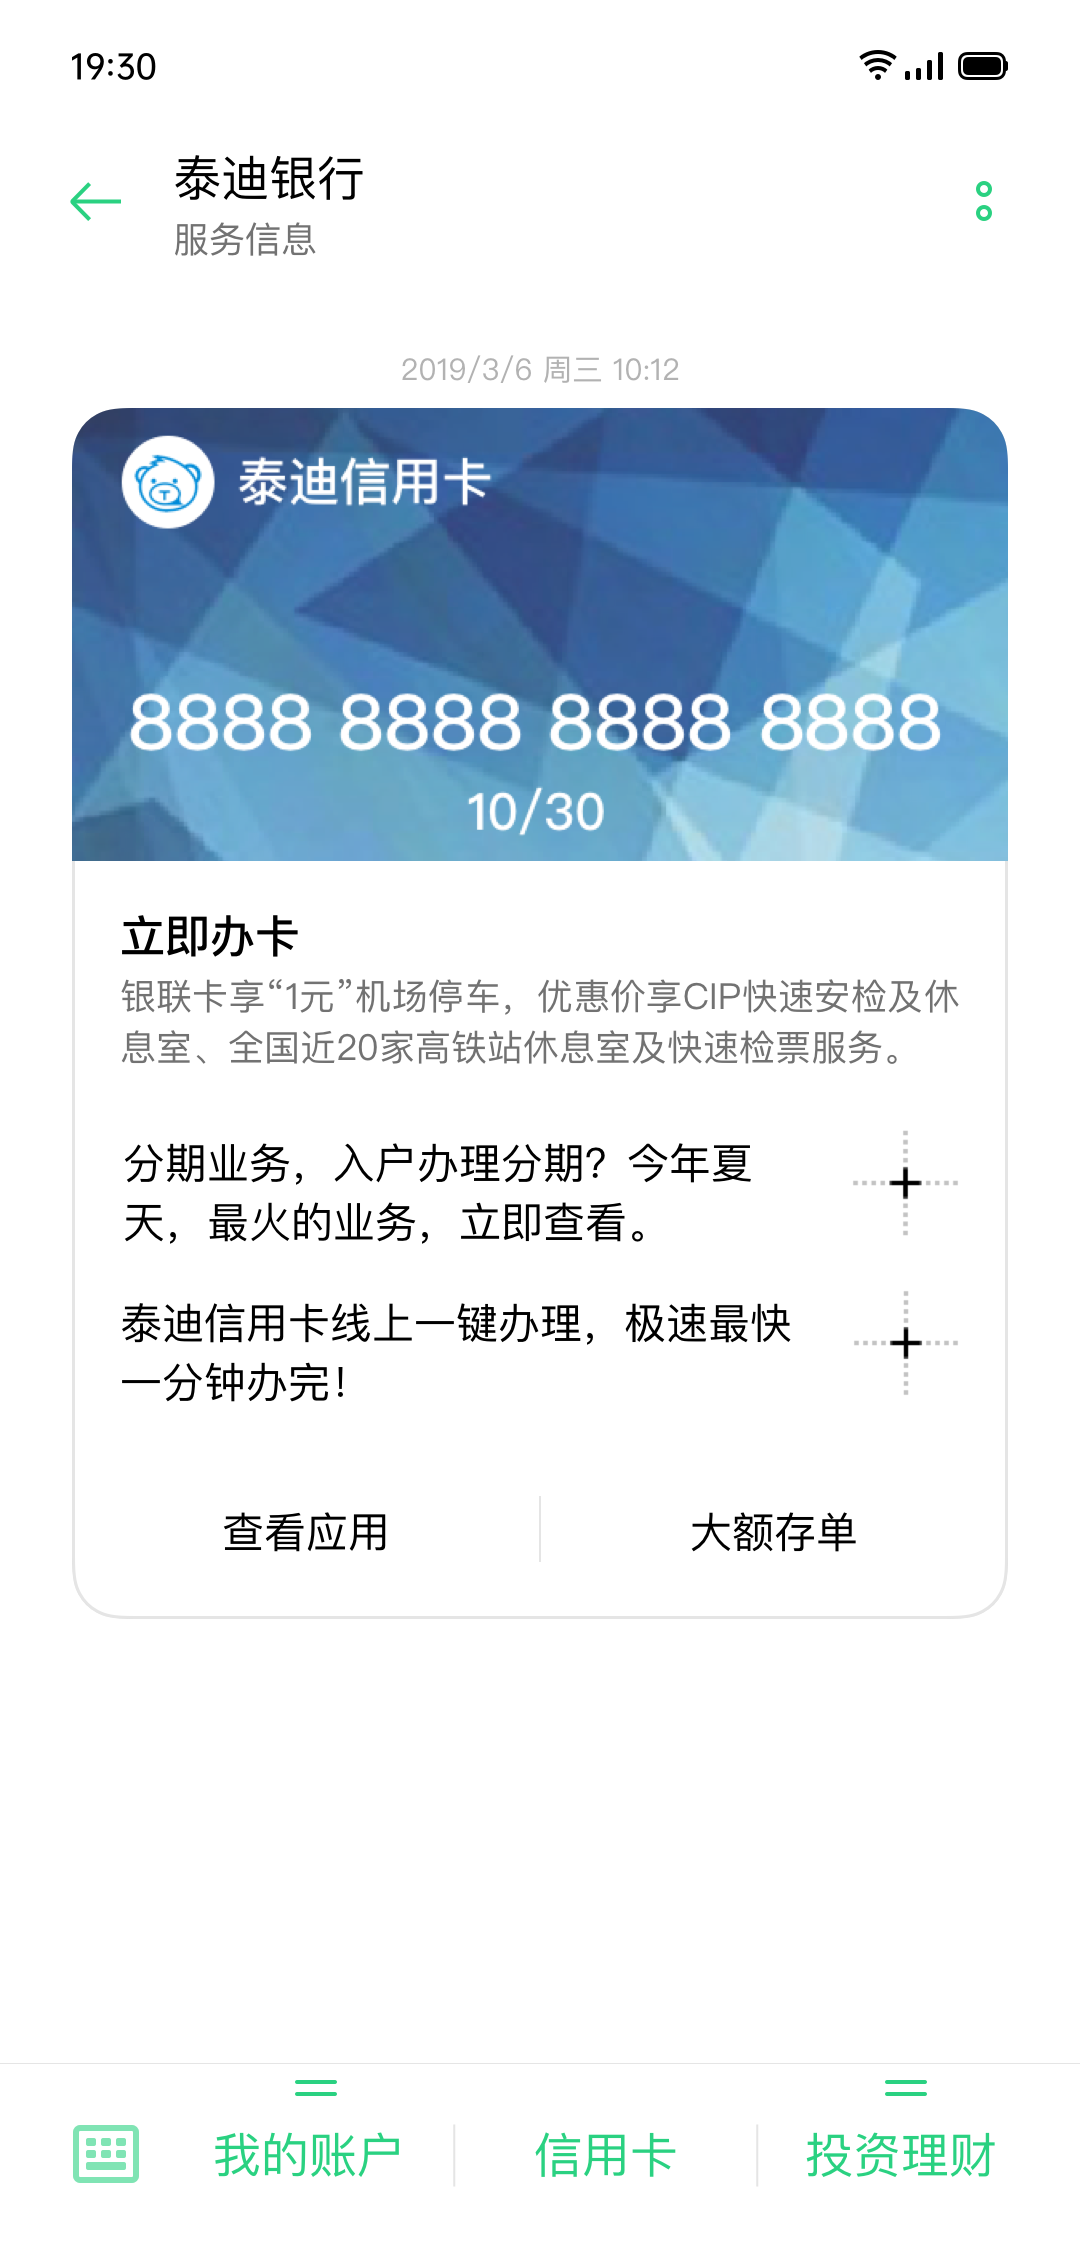 19:30
泰迪银行
服务信息
2019/3/6 周三 10:12
T
泰迪信用卡
8888 8888 8888 8888
10/30
立即办卡
银联卡享“1元”机场停车，优惠价享CIP快速安检及休
息室、全国近20家高铁站休息室及快速检票服务。
分期业务，入户办理分期？今年夏
天，最火的业务，立即查看。
泰迪信用卡线上一键办理，极速最快
一分钟办完！
查看应用
大额存单
我的账户
信用卡
投资理财